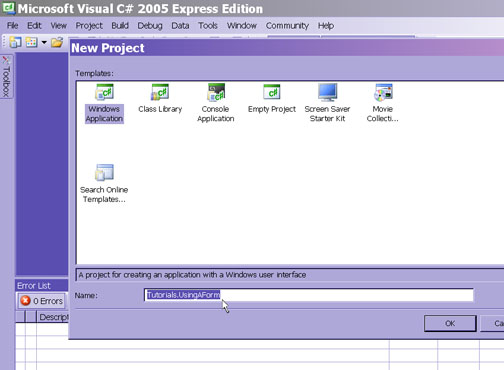 Microsoft Visual C# 2005 Express Edition
File Edit View Project Build Debug Data Tools Window Community Help
Toolbox
New Project
Templates:
Windows Application
Class Library
Console Application
Empty Project
Screen Saver Starter Kit
Movie Collecti...
Search Online Templates...
A project for creating an application with a Windows user interface
Error List
0 Errors
Name: Tutorials.UsingAForm
Descript
OK
Ca